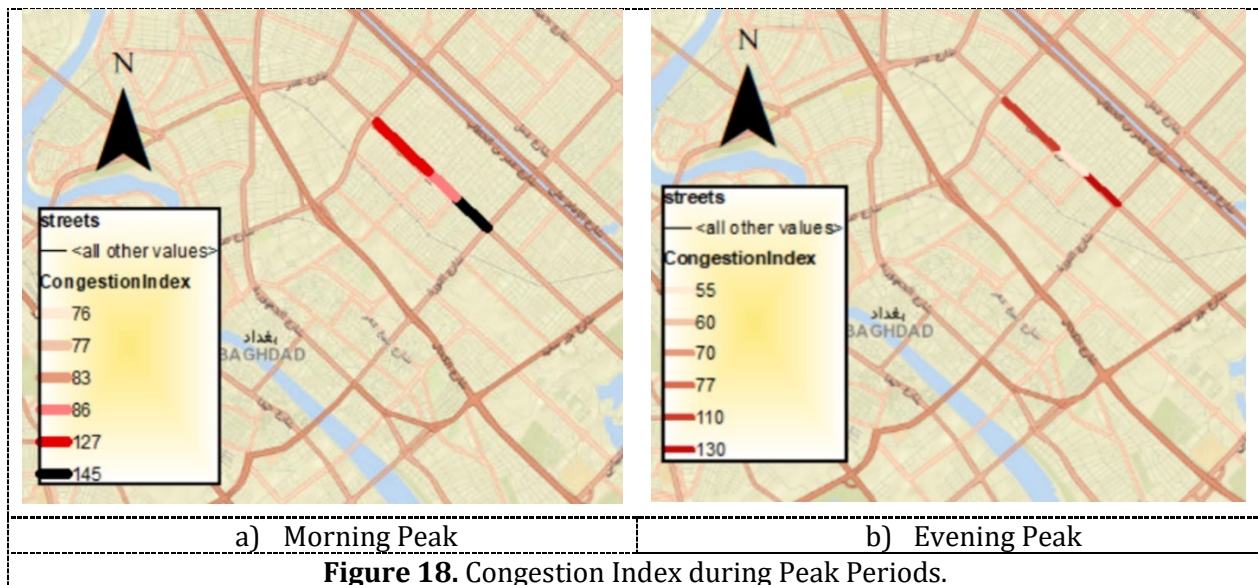 N
streets
<all other values>
CongestionIndex
76
77
83
86
127
145
بغداد
BAGHDAD
N
streets
<all other values>
CongestionIndex
55
60
70
77
110
130
بغداد
BAGHDAD
a) Morning Peak
b) Evening Peak
Figure 18. Congestion Index during Peak Periods.